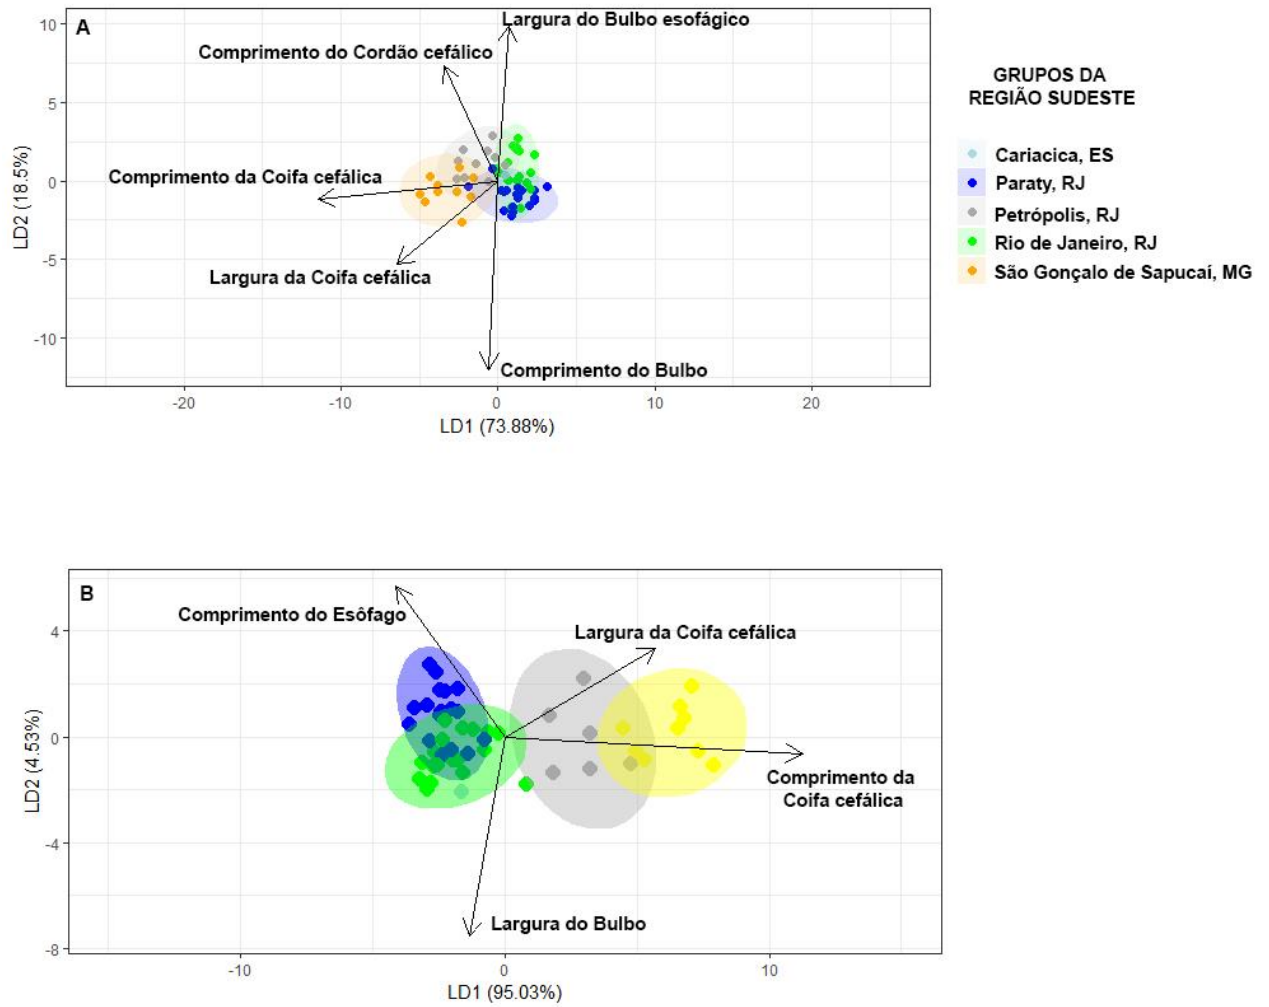 A
Largura do Bulbo esofágico
Comprimento do Cordão cefálico
Comprimento da Coifa cefálica
Largura da Coifa cefálica
Comprimento do Bulbo
10
5
0
-5
-10
LD2 (18.5%)
-20
-10
0
10
20
LD1 (73.88%)
GRUPOS DA
REGIÃO SUDESTE
Cariacica, ES
Paraty, RJ
Petrópolis, RJ
Rio de Janeiro, RJ
São Gonçalo de Sapucaí, MG
B
Comprimento do Esôfago
Largura da Coifa cefálica
Comprimento da
Coifa cefálica
Largura do Bulbo
4
0
-4
-8
LD2 (4.53%)
-10
0
10
LD1 (95.03%)